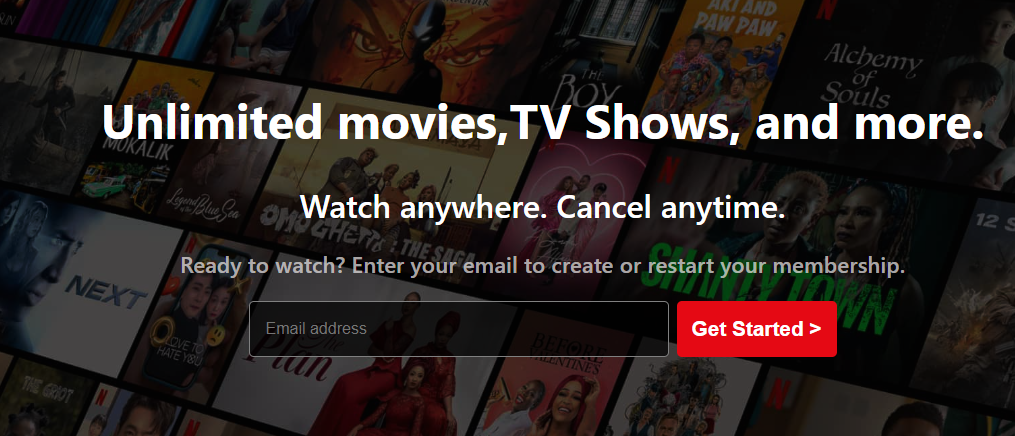 AKI AND
PAW PAW
THE
BOY
Alchemy
of
Souls
Unlimited movies,TV Shows, and more.
MOKALIK
Legend of the Blue Sea
OMO GHETTO: THE SAGA
Watch anywhere. Cancel anytime.
12 S
NEXT
SHANTY TOWN
Ready to watch? Enter your email to create or restart your membership.
LOVE TO
HATE YOU
The
Plan
BEFORE
VALENTINE'S
Email address
Get Started >
THE GRIOT